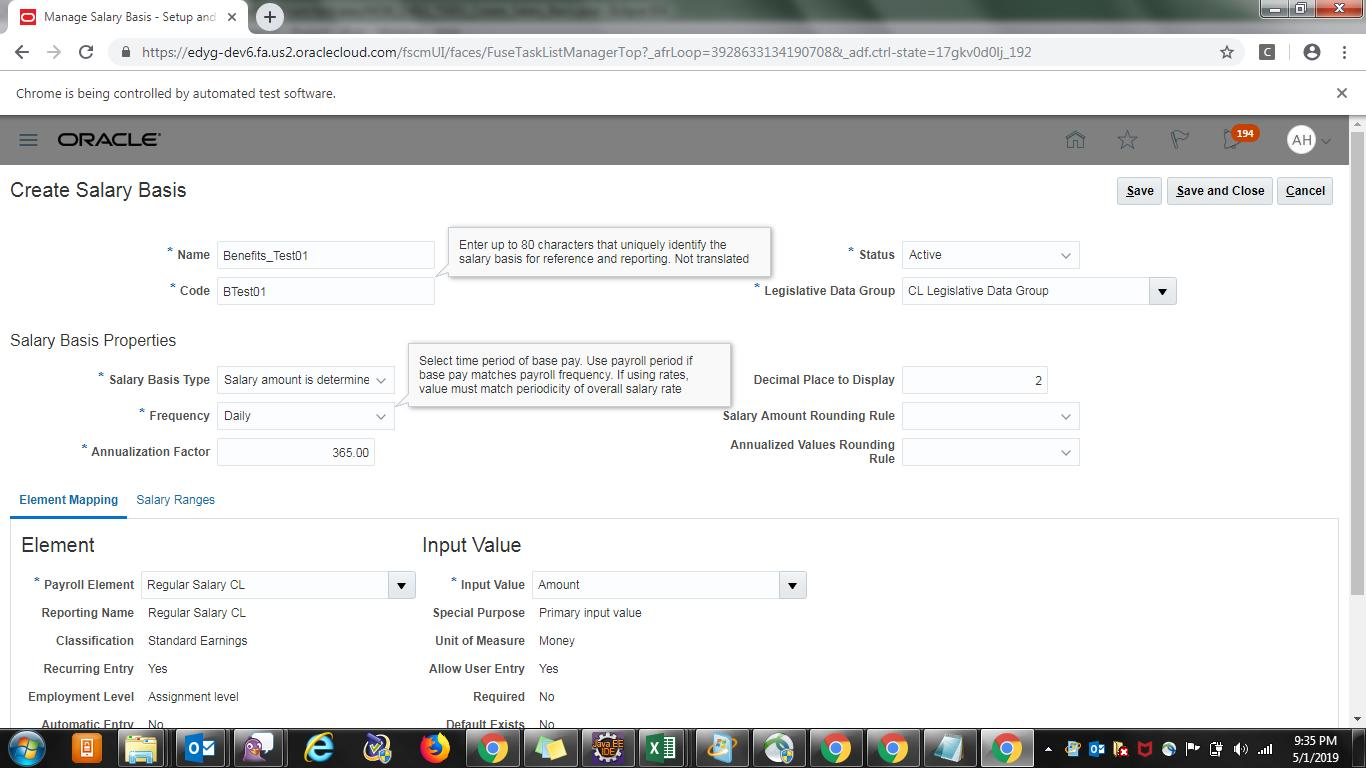 Manage Salary Basis - Setup and
https://edyg-dev6.fa.us2.oraclecloud.com/fscmUI/faces/FuseTaskListManagerTop?_afrLoop=3928633134190708&_adf.ctrl-state=17gkv0d0lj_192
C
Chrome is being controlled by automated test software.
ORACLE
194
AH
Create Salary Basis
Save
Save and Close
Cancel
* Name Benefits_Test01
Enter up to 80 characters that uniquely identify the
salary basis for reference and reporting. Not translated
* Status Active
* Code BTest01
* Legislative Data Group CL Legislative Data Group
Salary Basis Properties
Select time period of base pay. Use payroll period if
base pay matches payroll frequency. If using rates,
value must match periodicity of overall salary rate
* Salary Basis Type Salary amount is determine
Decimal Place to Display 2
* Frequency Daily
Salary Amount Rounding Rule
* Annualization Factor 365.00
Annualized Values Rounding
Rule
Element Mapping Salary Ranges
Element
Input Value
* Payroll Element Regular Salary CL
* Input Value Amount
Reporting Name Regular Salary CL
Special Purpose Primary input value
Classification Standard Earnings
Unit of Measure Money
Recurring Entry Yes
Allow User Entry Yes
Employment Level Assignment level
Required No
Automatic Entry No
Default Exists No
Java EE
IDE
9:35 PM
5/1/2019